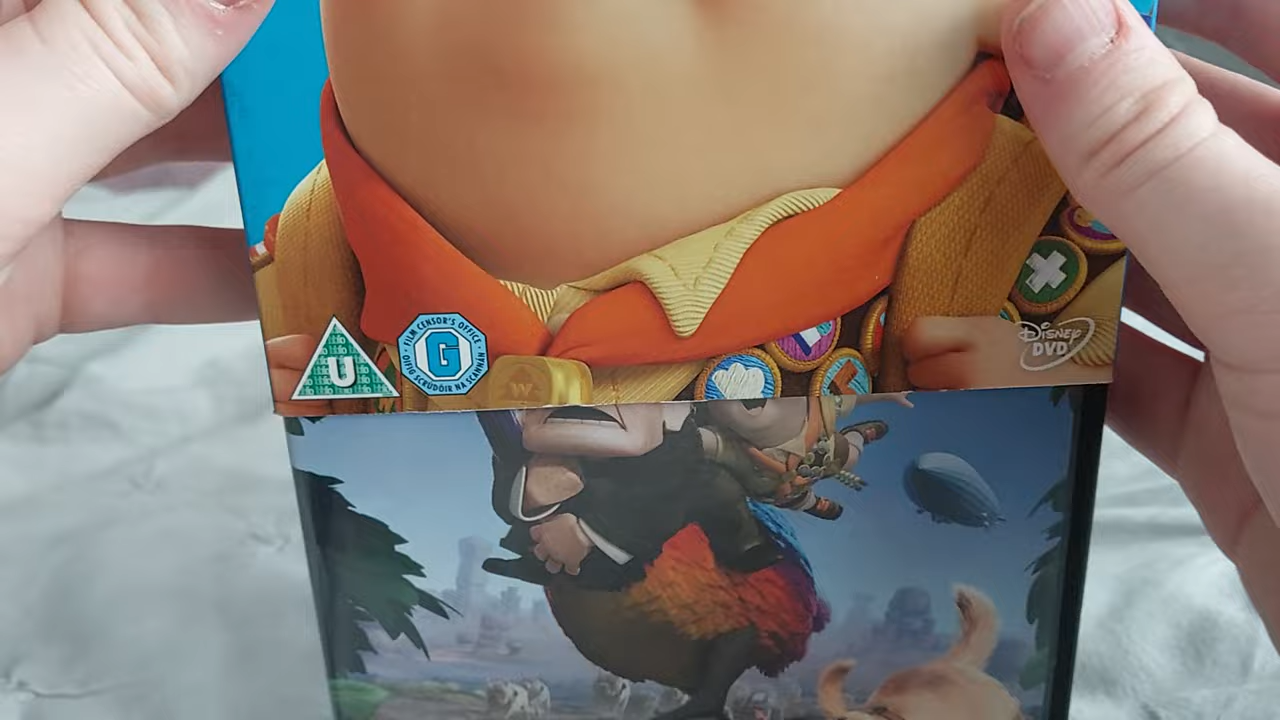 U
FILM CENSOR'S OFFICE
G
OIFIG SCRÚDÓIR NA SCANNÁN
W
DISNEY
DVD